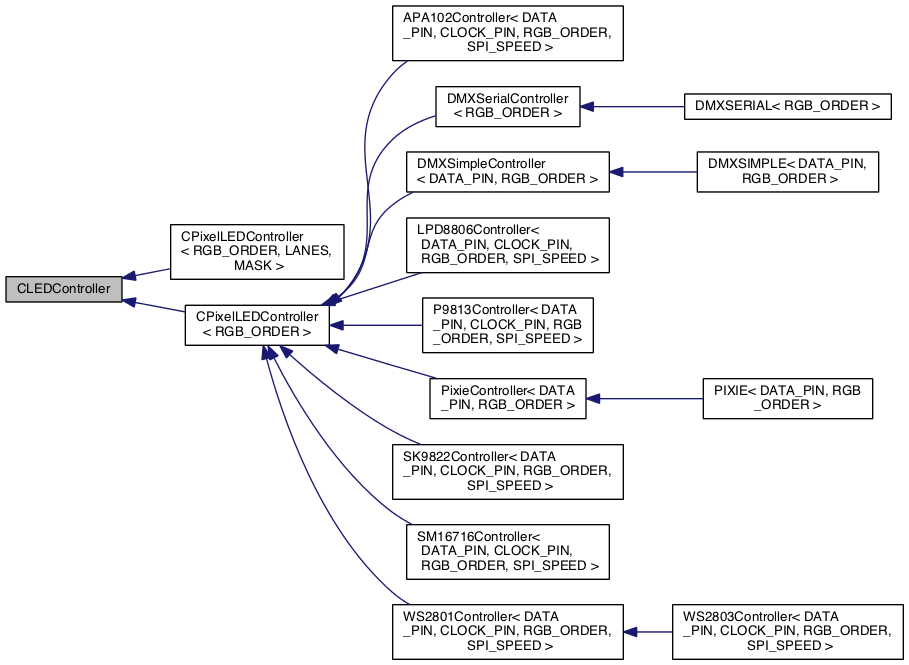 APA102Controller< DATA
_PIN, CLOCK_PIN, RGB_ORDER,
SPI_SPEED >
DMXSerialController
< RGB_ORDER >
DMXSERIAL< RGB_ORDER >
DMXSimpleController
< DATA_PIN, RGB_ORDER >
DMXSIMPLE< DATA_PIN,
RGB_ORDER >
CPixelLEDController
< RGB_ORDER, LANES,
MASK >
LPD8806Controller<
DATA_PIN, CLOCK_PIN,
RGB_ORDER, SPI_SPEED >
CLEDController
CPixelLEDController
< RGB_ORDER >
P9813Controller< DATA
_PIN, CLOCK_PIN, RGB
_ORDER, SPI_SPEED >
PixieController< DATA
_PIN, RGB_ORDER >
PIXIE< DATA_PIN, RGB
_ORDER >
SK9822Controller< DATA
_PIN, CLOCK_PIN, RGB_ORDER,
SPI_SPEED >
SM16716Controller<
DATA_PIN, CLOCK_PIN,
RGB_ORDER, SPI_SPEED >
WS2801Controller< DATA
_PIN, CLOCK_PIN, RGB_ORDER,
SPI_SPEED >
WS2803Controller< DATA
_PIN, CLOCK_PIN, RGB_ORDER,
SPI_SPEED >